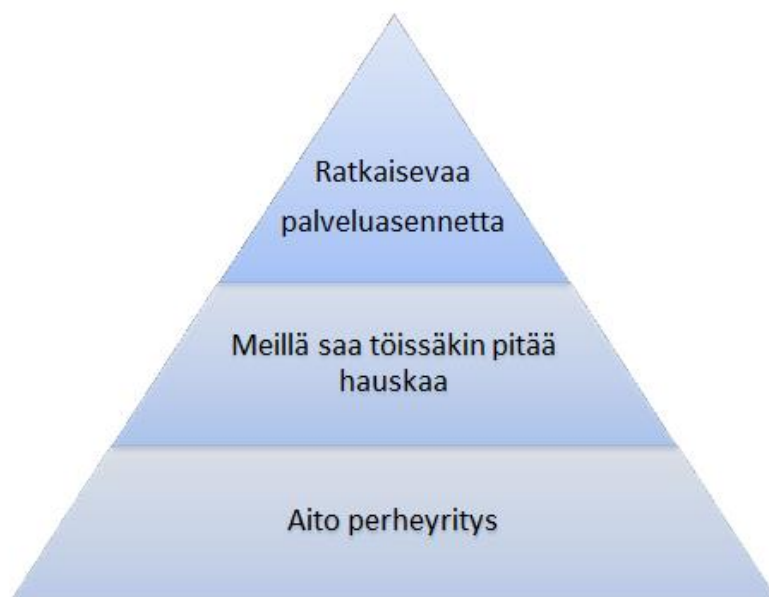 Ratkaisevaa
palveluasennetta
Meillä saa töissäkin pitää
hauskaa
Aito perheyritys